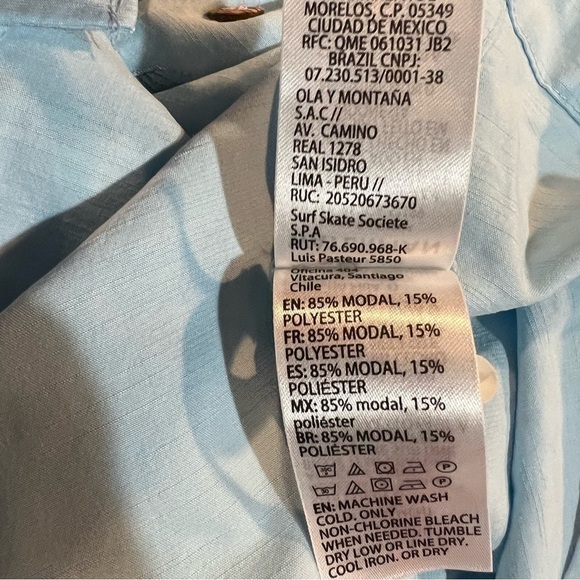 MORELOS, C.P. 05349
CIUDAD DE MEXICO
RFC: QME 061031 JB2
BRAZIL CNPJ:
07.230.513/0001-38
OLA Y MONTAÑA
S.A.C //
AV. CAMINO
REAL 1278
SAN ISIDRO
LIMA - PERU //
RUC: 20520673670
Surf Skate Societe
S.P.A
RUT: 76.690.968-K
Luis Pasteur 5850
Oficina 404
Vitacura, Santiago
Chile
EN: 85% MODAL, 15%
POLYESTER
FR: 85% MODAL, 15%
POLYESTER
ES: 85% MODAL, 15%
POLIÉSTER
MX: 85% modal, 15%
poliéster
BR: 85% MODAL, 15%
POLIÉSTER
EN: MACHINE WASH
COLD. ONLY
NON-CHLORINE BLEACH
WHEN NEEDED. TUMBLE
DRY LOW OR LINE DRY.
COOL IRON. OR DRY